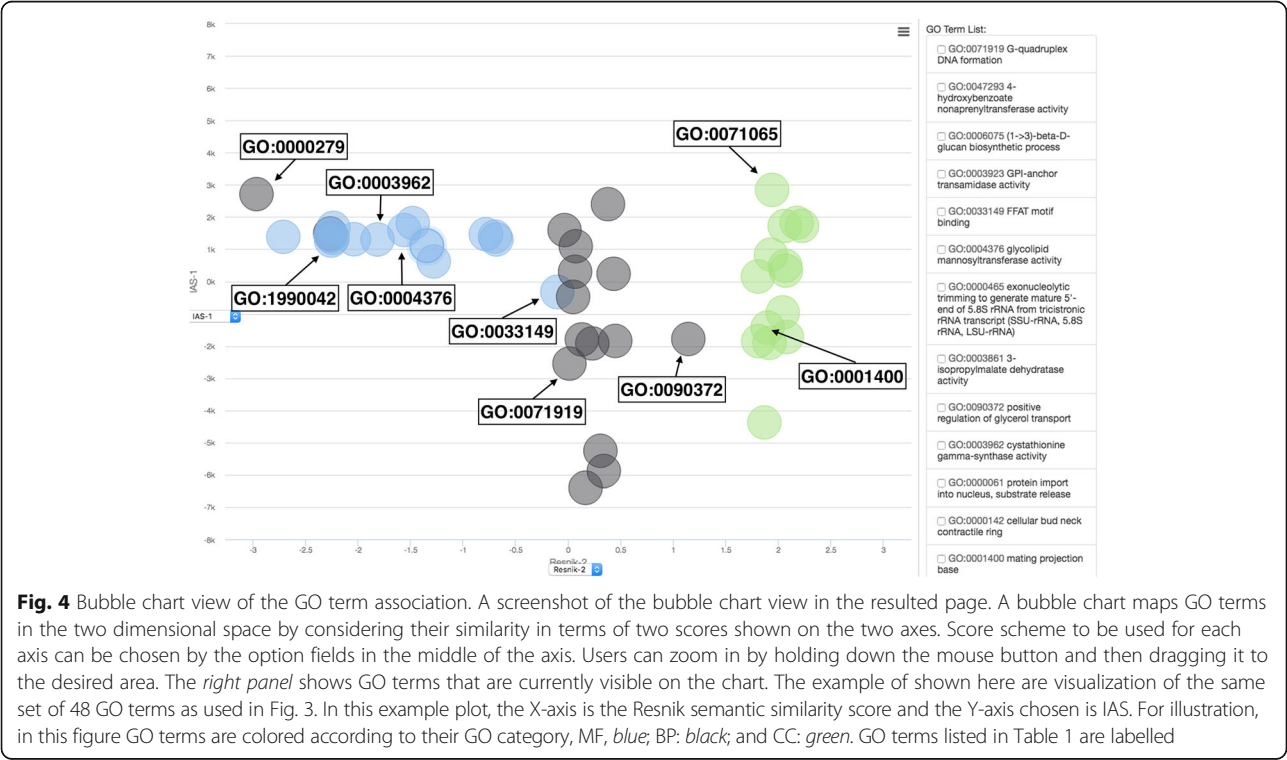 8k
7k
6k
5k
4k
3k
2k
1k
0k
-2k
-3k
-4k
-5k
-6k
-7k
-8k
IAS-1
IAS-1
GO:0000279
GO:0003962
GO:1990042
GO:0004376
GO:0033149
GO:0071919
GO:0090372
GO:0071065
GO:0001400
-3 -2.5 -2 -1.5 -1 -0.5 0 0.5 1 1.5 2 2.5 3
Resnik-2
Resnik-2
GO Term List:
GO:0071919 G-quadruplex
DNA formation
GO:0047293 4-
hydroxybenzoate
nonaprenyltransferase activity
GO:0006075 (1->3)-beta-D-
glucan biosynthetic process
GO:0003923 GPI-anchor
transamidase activity
GO:0033149 FFAT motif
binding
GO:0004376 glycolipid
mannosyltransferase activity
GO:0000465 exonucleolytic
trimming to generate mature 5'-
end of 5.8S rRNA from tricistronic
rRNA transcript (SSU-rRNA, 5.8S
rRNA, LSU-rRNA)
GO:0003861 3-
isopropylmalate dehydratase
activity
GO:0090372 positive
regulation of glycerol transport
GO:0003962 cystathionine
gamma-synthase activity
GO:0000061 protein import
into nucleus, substrate release
GO:0000142 cellular bud neck
contractile ring
GO:0001400 mating projection
base
Fig. 4 Bubble chart view of the GO term association. A screenshot of the bubble chart view in the resulted page. A bubble chart maps GO terms
in the two dimensional space by considering their similarity in terms of two scores shown on the two axes. Score scheme to be used for each
axis can be chosen by the option fields in the middle of the axis. Users can zoom in by holding down the mouse button and then dragging it to
the desired area. The right panel shows GO terms that are currently visible on the chart. The example of shown here are visualization of the same
set of 48 GO terms as used in Fig. 3. In this example plot, the X-axis is the Resnik semantic similarity score and the Y-axis chosen is IAS. For illustration,
in this figure GO terms are colored according to their GO category, MF, blue; BP: black; and CC: green. GO terms listed in Table 1 are labelled